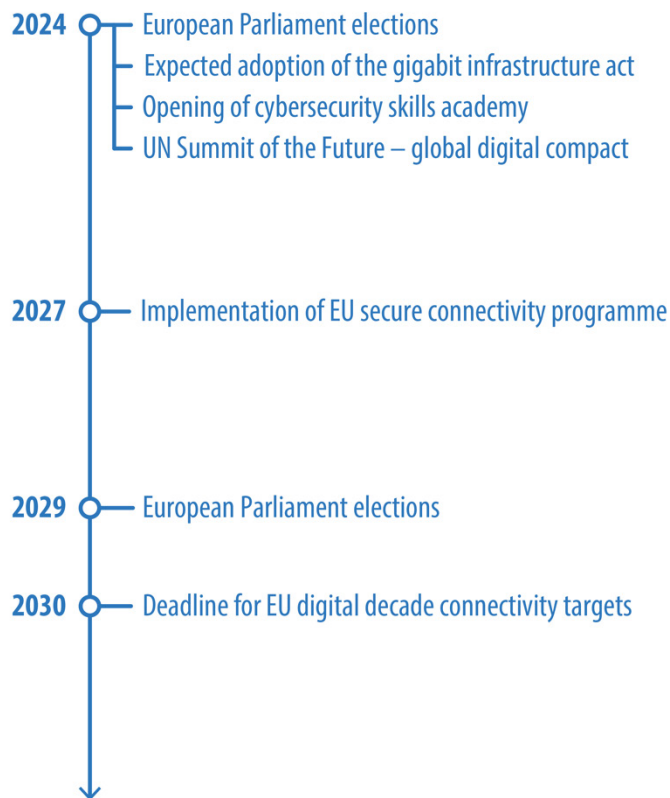 2024 European Parliament elections
Expected adoption of the gigabit infrastructure act
Opening of cybersecurity skills academy
UN Summit of the Future – global digital compact
2027 Implementation of EU secure connectivity programme
2029 European Parliament elections
2030 Deadline for EU digital decade connectivity targets